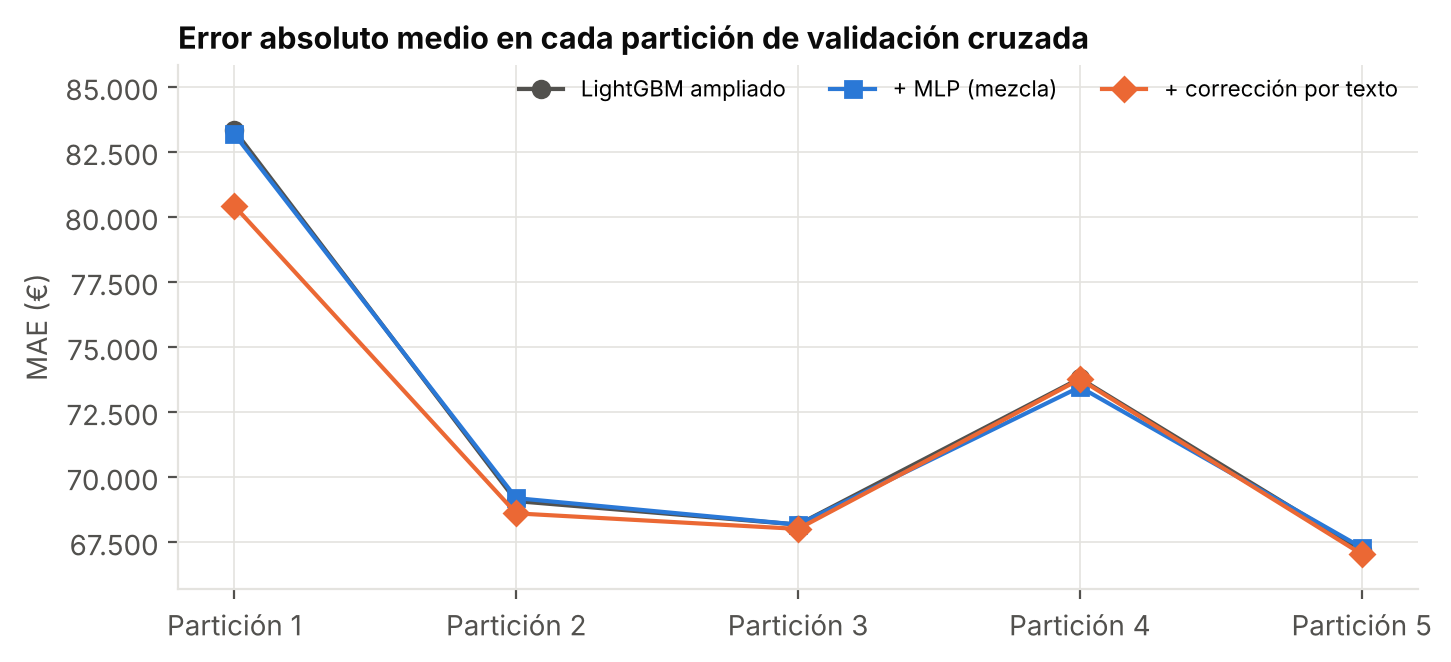 Error absoluto medio en cada partición de validación cruzada
LightGBM ampliado
+ MLP (mezcla)
+ corrección por texto
MAE (€)
85.000
82.500
80.000
77.500
75.000
72.500
70.000
67.500
Partición 1
Partición 2
Partición 3
Partición 4
Partición 5